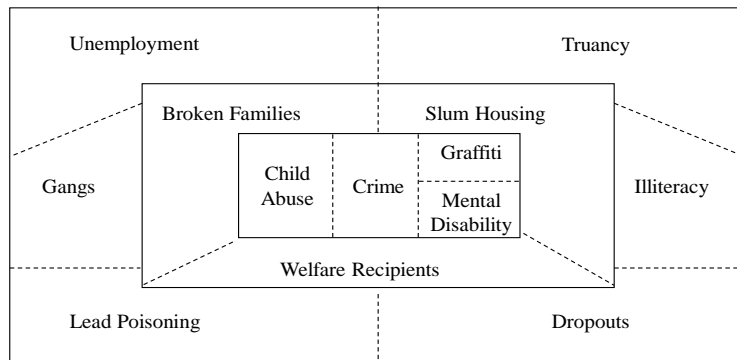 Unemployment
Truancy
Broken Families
Slum Housing
Graffiti
Child
Abuse
Crime
Gangs
Illiteracy
Mental
Disability
Welfare Recipients
Lead Poisoning
Dropouts